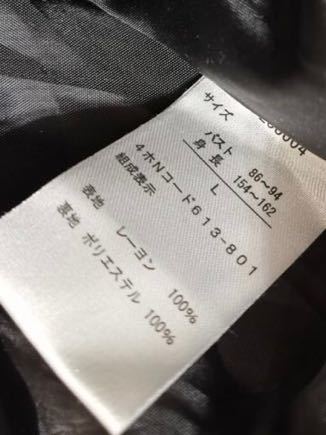 サイズ
バスト 86~94
身長 154~162
L
4ホNコード613-801
組成表示
表地 レーヨン 100%
裏地 ポリエステル 100%